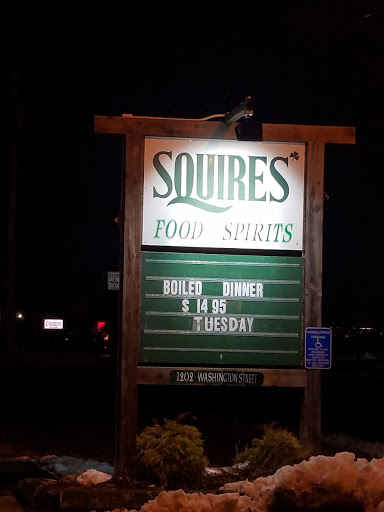 SQUIRES
FOOD SPIRITS
BOILED DINNER
$ 14 95
TUESDAY
1202 WASHINGTON STREET